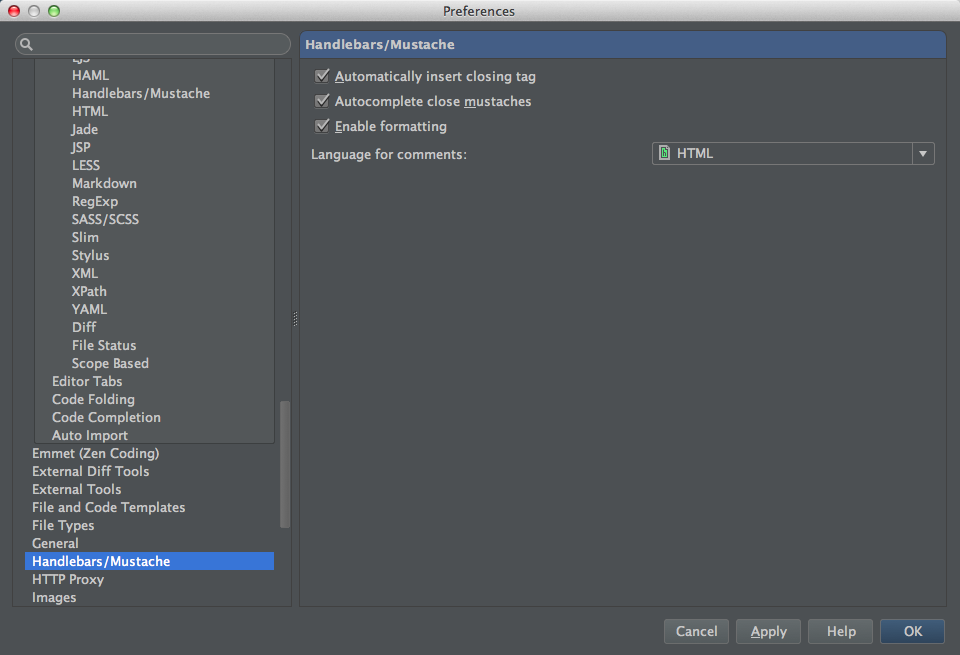 Preferences
HAML
Handlebars/Mustache
HTML
Jade
JSP
LESS
Markdown
RegExp
SASS/SCSS
Slim
Stylus
XML
XPath
YAML
Diff
File Status
Scope Based
Editor Tabs
Code Folding
Code Completion
Auto Import
Emmet (Zen Coding)
External Diff Tools
External Tools
File and Code Templates
File Types
General
Handlebars/Mustache
HTTP Proxy
Images
Handlebars/Mustache
Automatically insert closing tag
Autocomplete close mustaches
Enable formatting
Language for comments:
HTML
Cancel
Apply
Help
OK